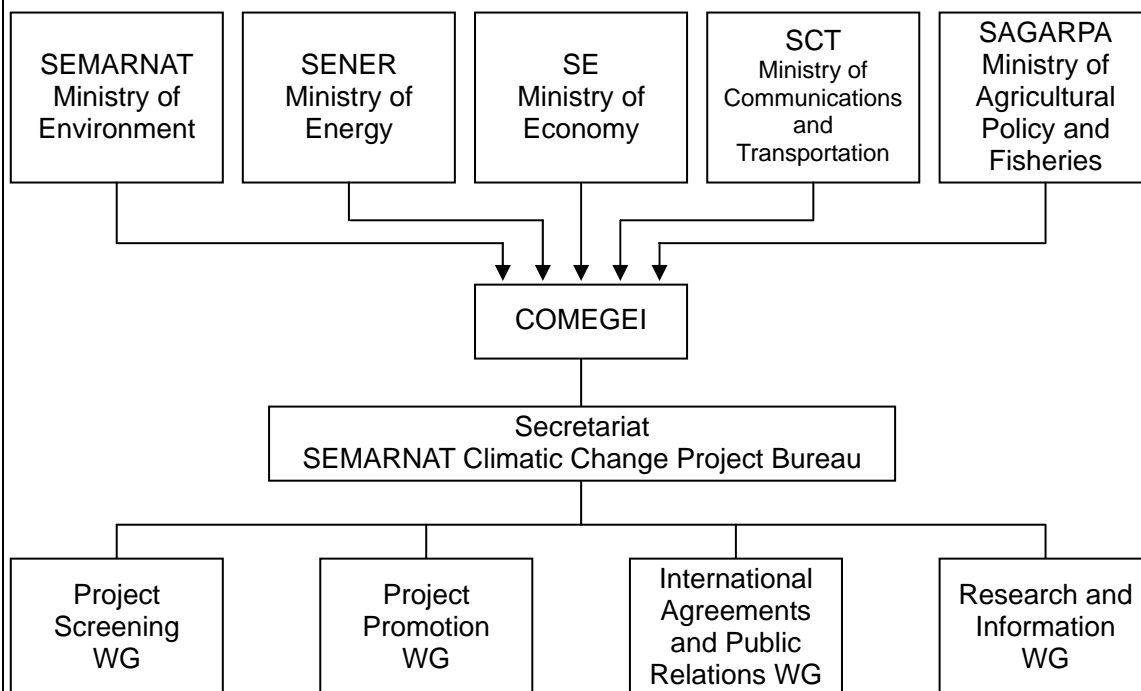 SEMARNAT
Ministry of
Environment
SENER
Ministry of
Energy
SE
Ministry of
Economy
SCT
Ministry of
Communications
and
Transportation
SAGARPA
Ministry of
Agricultural
Policy and
Fisheries
COMEGEI
Secretariat
SEMARNAT Climatic Change Project Bureau
Project
Screening
WG
Project
Promotion
WG
International
Agreements
and Public
Relations WG
Research and
Information
WG